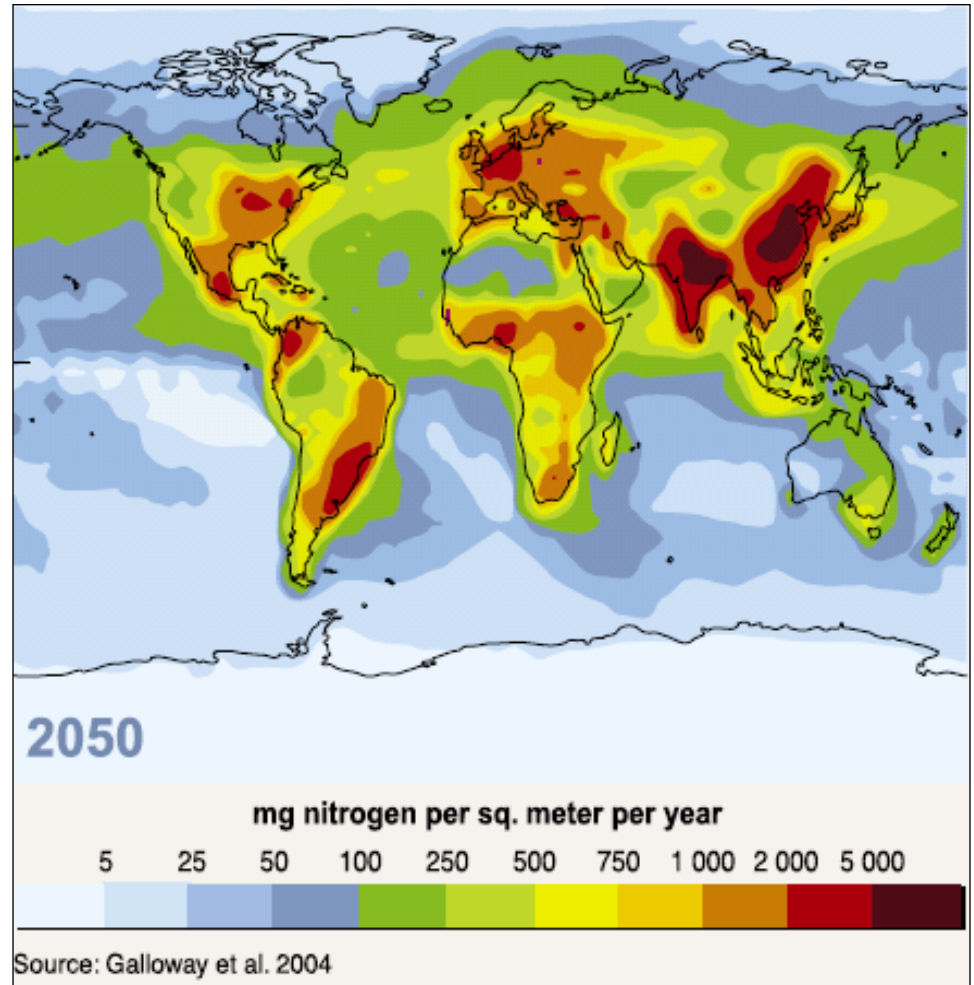 2050
mg nitrogen per sq. meter per year
5 25 50 100 250 500 750 1 000 2 000 5 000
Source: Galloway et al. 2004